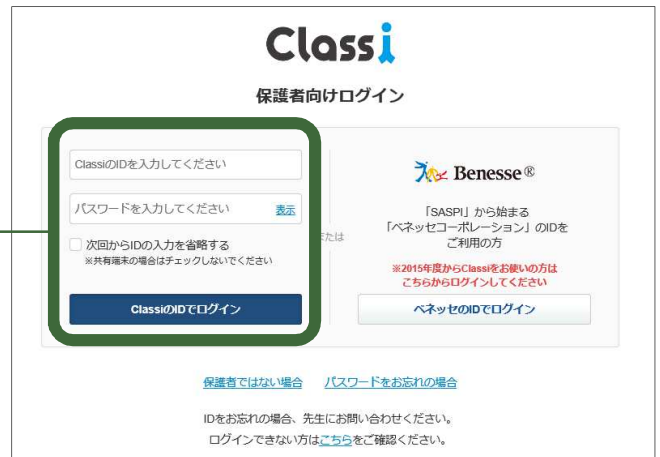 Classi
保護者向けログイン
ClassiのIDを入力してください
パスワードを入力してください 表示
次回からIDの入力を省略する
※共有端末の場合はチェックしないでください
ClassiのIDでログイン
または
Benesse®
「SASPI」から始まる
「ベネッセコーポレーション」のIDを
ご利用の方
※2015年度からClassiをお使いの方は
こちらからログインしてください
ベネッセのIDでログイン
保護者ではない場合 パスワードをお忘れの場合
IDをお忘れの場合、先生にお問い合わせください。
ログインできない方はこちらをご確認ください。